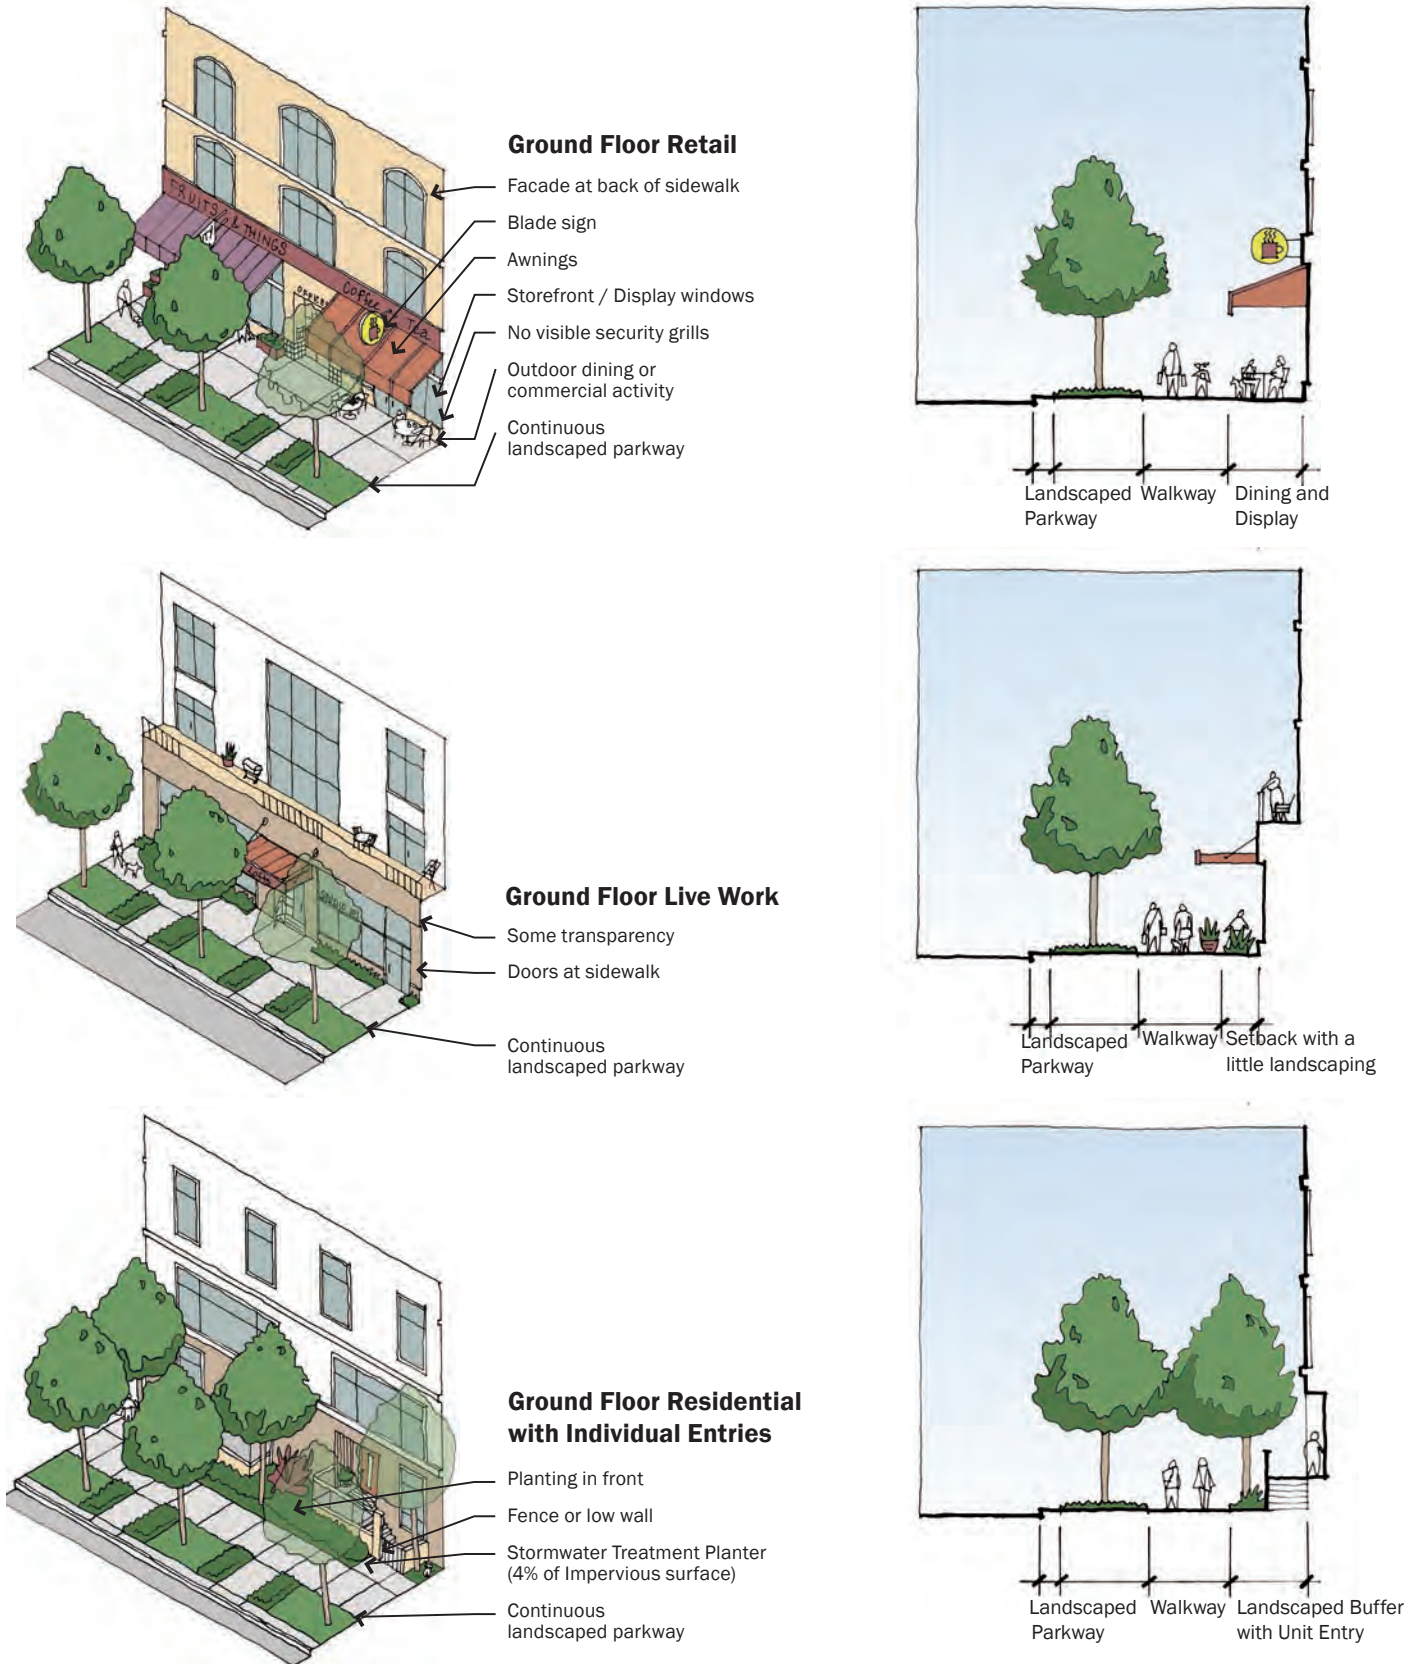 Ground Floor Retail
Facade at back of sidewalk
Blade sign
Awnings
Storefront / Display windows
No visible security grills
Outdoor dining or
commercial activity
Continuous
landscaped parkway
FRUITS & THINGS
Coffee Tea
Landscaped
Parkway
Walkway
Dining and
Display
Ground Floor Live Work
Some transparency
Doors at sidewalk
Continuous
landscaped parkway
Landscaped
Parkway
Walkway
Setback with a
little landscaping
Ground Floor Residential
with Individual Entries
Planting in front
Fence or low wall
Stormwater Treatment Planter
(4% of Impervious surface)
Continuous
landscaped parkway
Landscaped
Parkway
Walkway
Landscaped Buffer
with Unit Entry